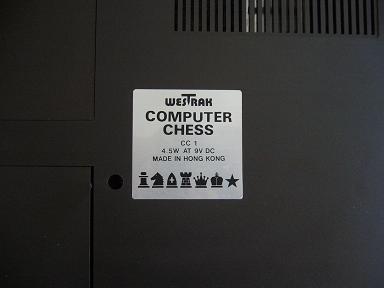 WESTRAK
COMPUTER
CHESS
CC 1
4.5W AT 9V DC
MADE IN HONG KONG